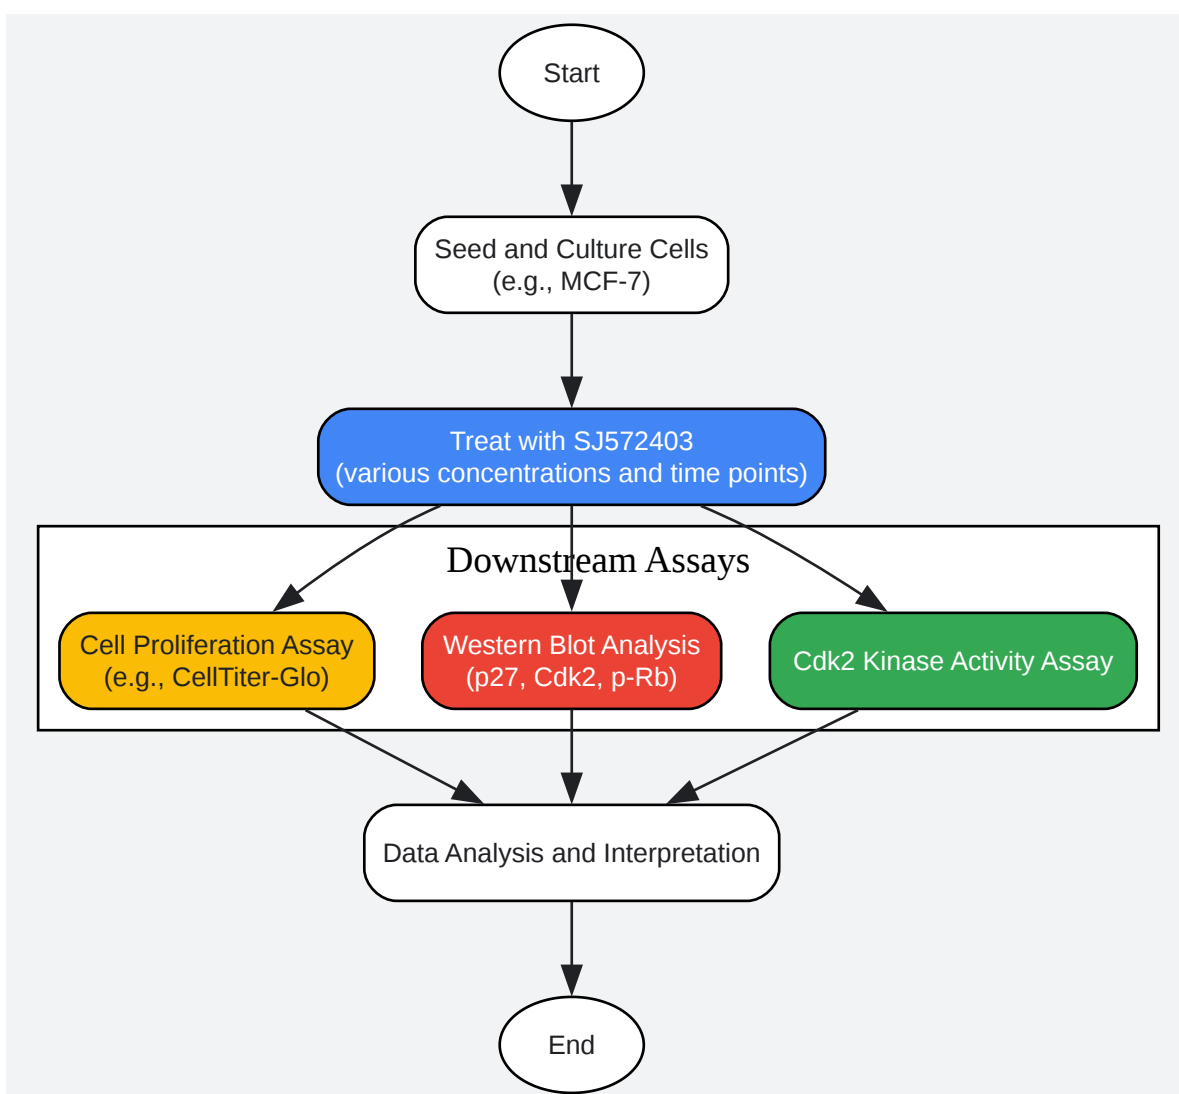 Start
Seed and Culture Cells
(e.g., MCF-7)
Treat with SJ572403
(various concentrations and time points)
Downstream Assays
Cell Proliferation Assay
(e.g., CellTiter-Glo)
Western Blot Analysis
(p27, Cdk2, p-Rb)
Cdk2 Kinase Activity Assay
Data Analysis and Interpretation
End